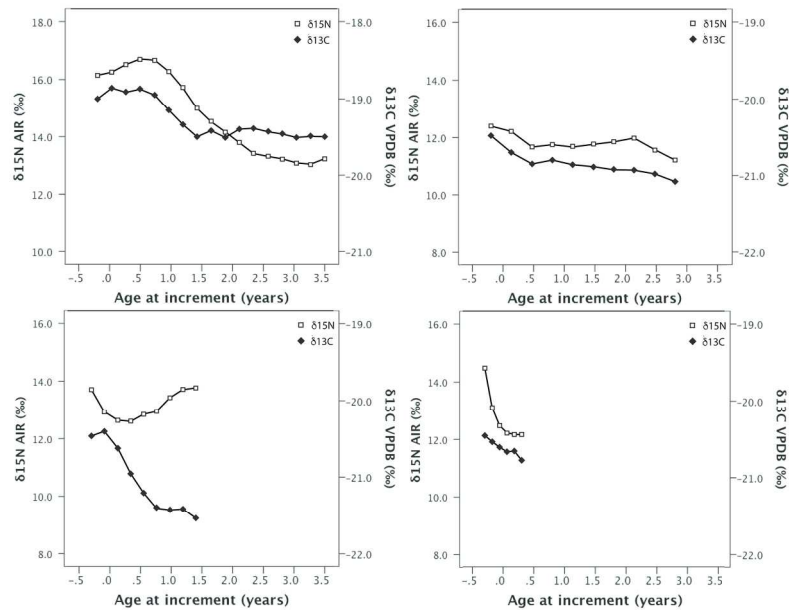 18.0
16.0
14.0
12.0
10.0
δ15N AIR (‰)
-18.0
-19.0
-20.0
-21.0
δ13C VPDB (‰)
δ15N
δ13C
-.5 .0 .5 1.0 1.5 2.0 2.5 3.0 3.5
Age at increment (years)
16.0
14.0
12.0
10.0
8.0
δ15N AIR (‰)
-19.0
-20.0
-21.0
-22.0
δ13C VPDB (‰)
δ15N
δ13C
-.5 .0 .5 1.0 1.5 2.0 2.5 3.0 3.5
Age at increment (years)
16.0
14.0
12.0
10.0
8.0
δ15N AIR (‰)
-19.0
-20.0
-21.0
-22.0
δ13C VPDB (‰)
δ15N
δ13C
-.5 .0 .5 1.0 1.5 2.0 2.5 3.0 3.5
Age at increment (years)
16.0
14.0
12.0
10.0
8.0
δ15N AIR (‰)
-19.0
-20.0
-21.0
-22.0
δ13C VPDB (‰)
δ15N
δ13C
-.5 .0 .5 1.0 1.5 2.0 2.5 3.0 3.5
Age at increment (years)